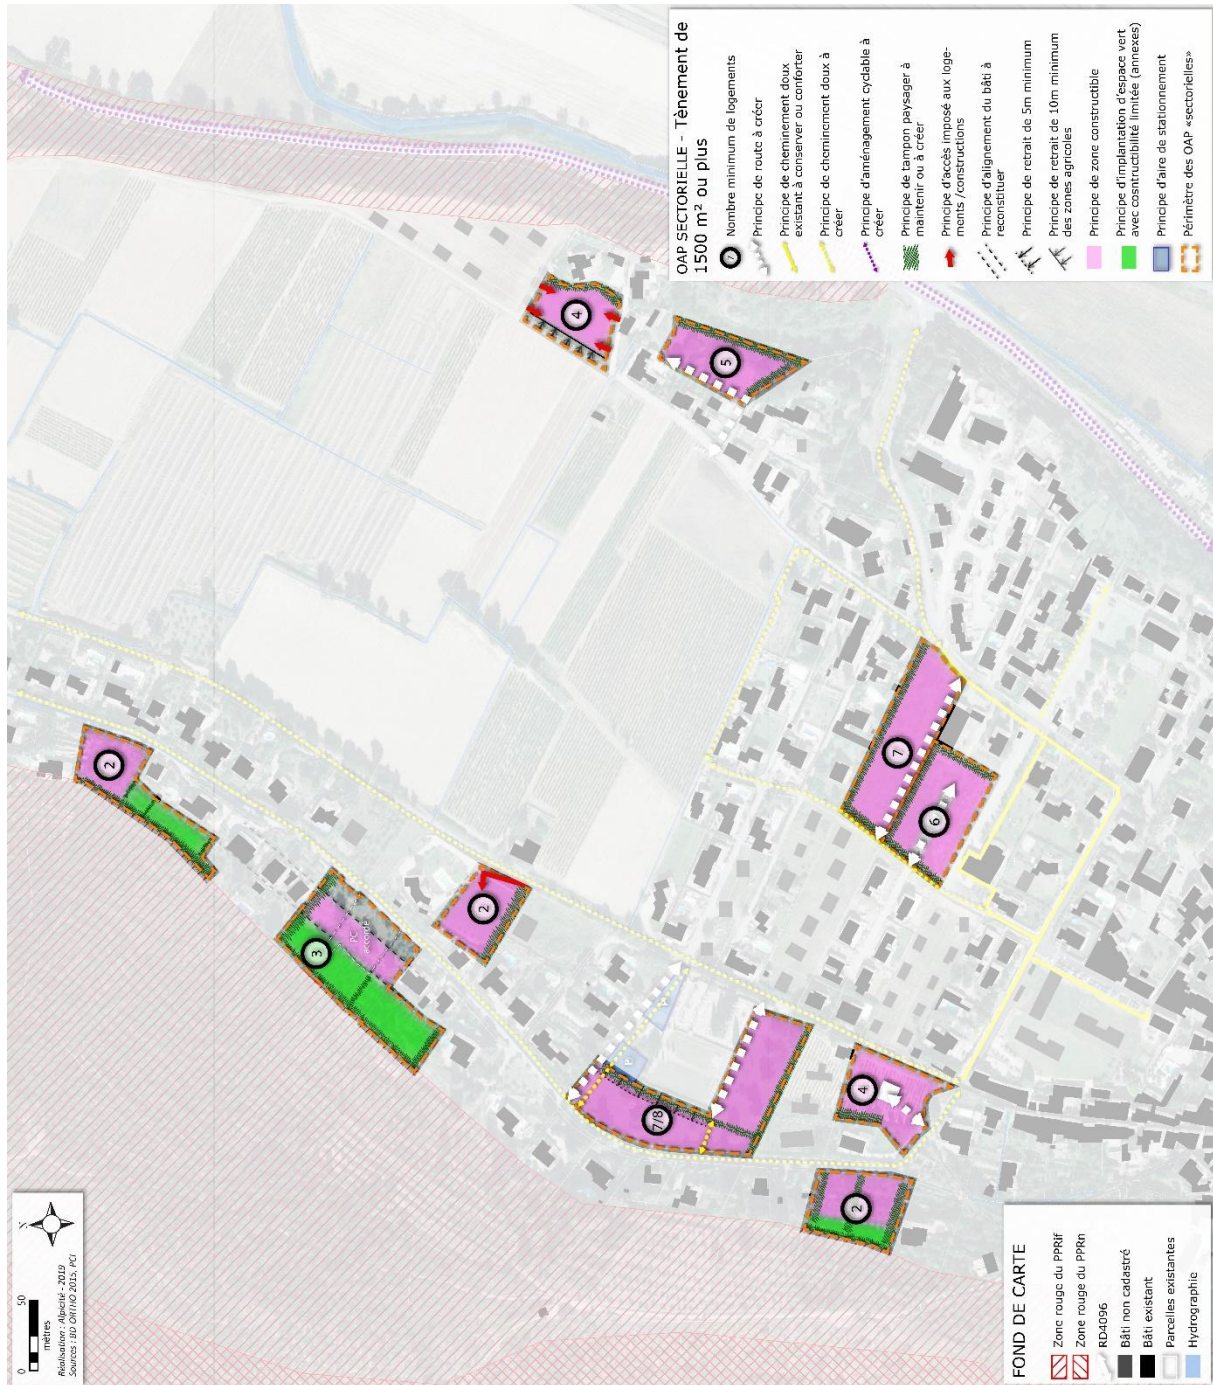 OAP SECTORIELLE - Tènement de
1500 m² ou plus
7
Nombre minimum de logements
Principe de route à créer
Principe de cheminement doux
existant à conserver ou conforter
Principe de cheminement doux à
créer
Principe d'aménagement cyclable à
créer
Principe de tampon paysager à
maintenir ou à créer
Principe d'accès imposé aux loge-
ments /constructions
Principe d'alignement du bâti à
reconstituer
Principe de retrait de 5m minimum
Principe de retrait de 10m minimum
des zones agricoles
Principe de zone constructible
Principe d'implantation d'espace vert
avec cosntructibilité limitée (annexes)
Principe d'aire de stationnement
Périmètre des OAP «sectorielles»
4
5
2
7
6
2
3
PC
accordé
P
P
7/8
4
2
N
0
50
mètres
Réalisation : Alpicité - 2019
Sources : BD ORTHO 2015, PCI
FOND DE CARTE
Zone rouge du PPRif
Zone rouge du PPRn
RD4096
Bâti non cadastré
Bâti existant
Parcelles existantes
Hydrographie